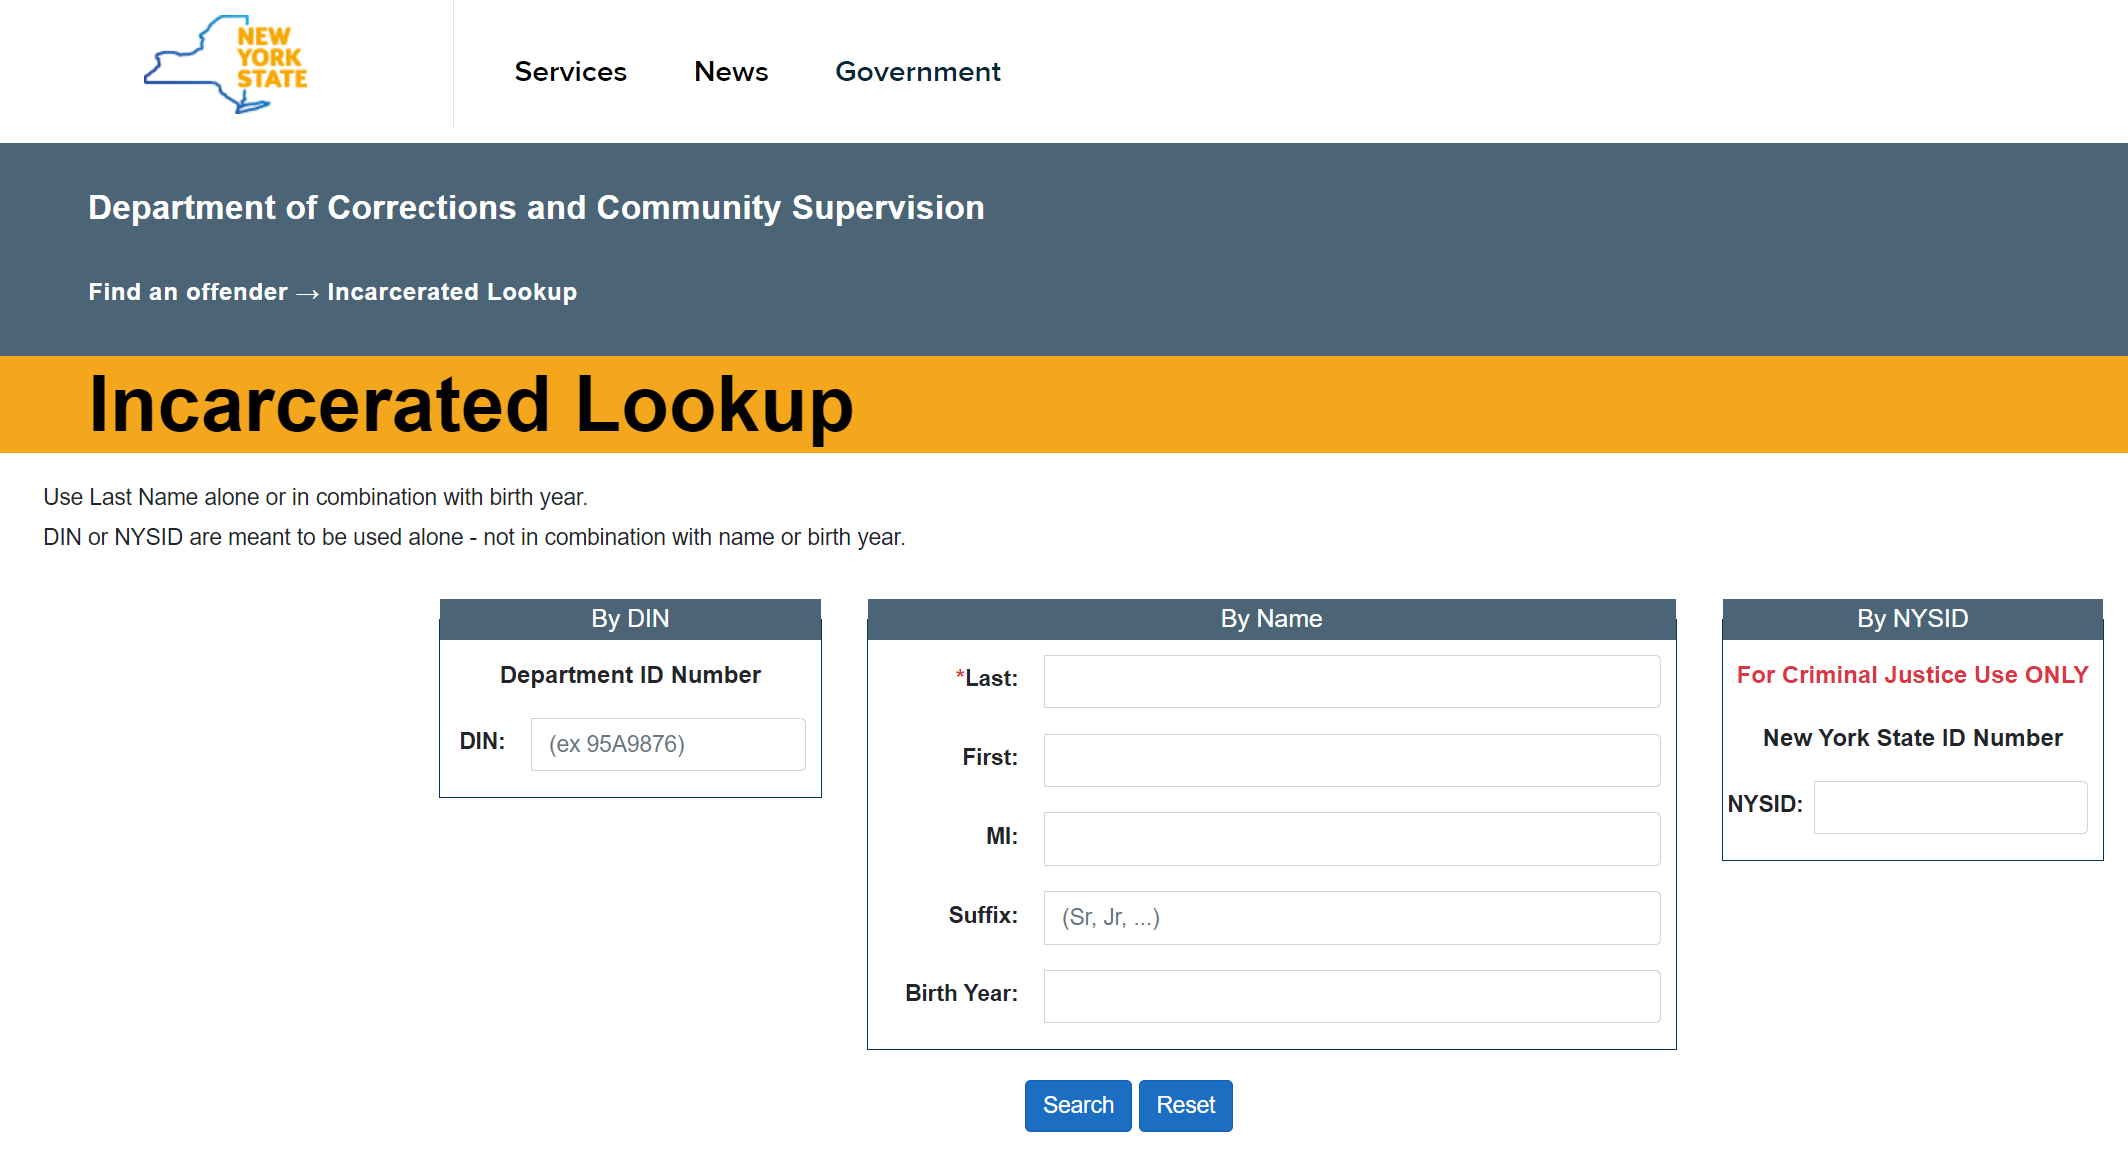 NEW
YORK
STATE
Services News Government
Department of Corrections and Community Supervision
Find an offender → Incarcerated Lookup
Incarcerated Lookup
Use Last Name alone or in combination with birth year.
DIN or NYSID are meant to be used alone - not in combination with name or birth year.
By DIN
Department ID Number
DIN: (ex 95A9876)
By Name
*Last:
First:
MI:
Suffix: (Sr, Jr, ...)
Birth Year:
By NYSID
For Criminal Justice Use ONLY
New York State ID Number
NYSID:
Search Reset